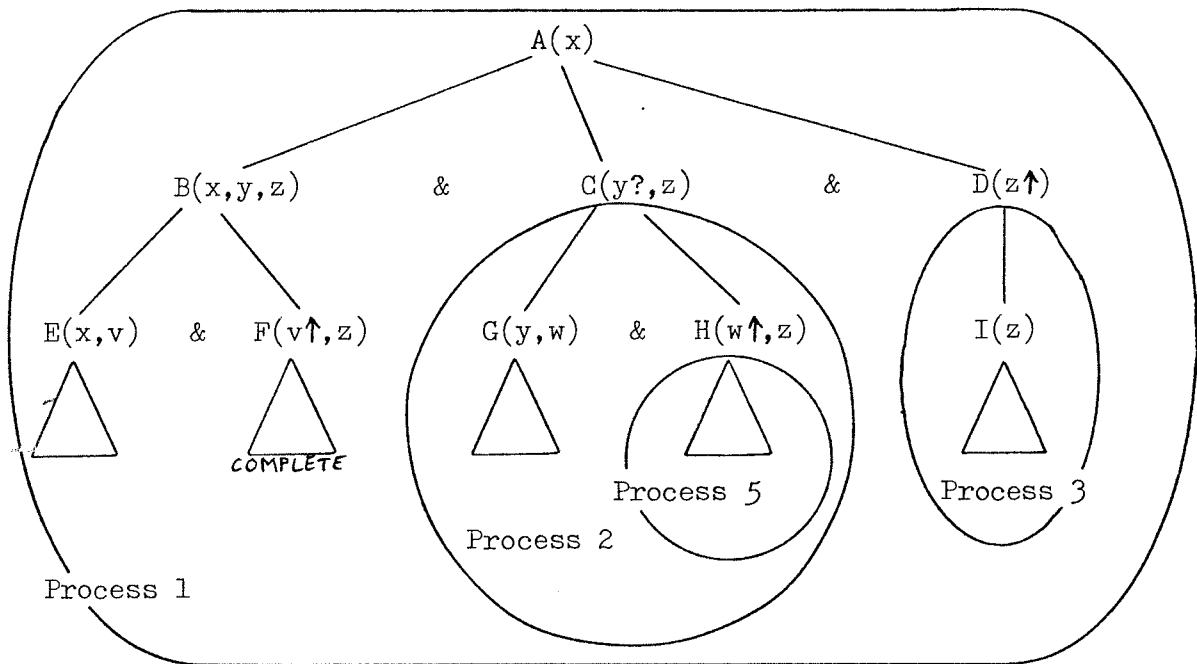 A(x)
B(x,y,z) & C(y?,z) & D(z↑)
E(x,v) & F(v↑,z) G(y,w) & H(w↑,z) I(z)
COMPLETE
Process 5 Process 3
Process 2
Process 1